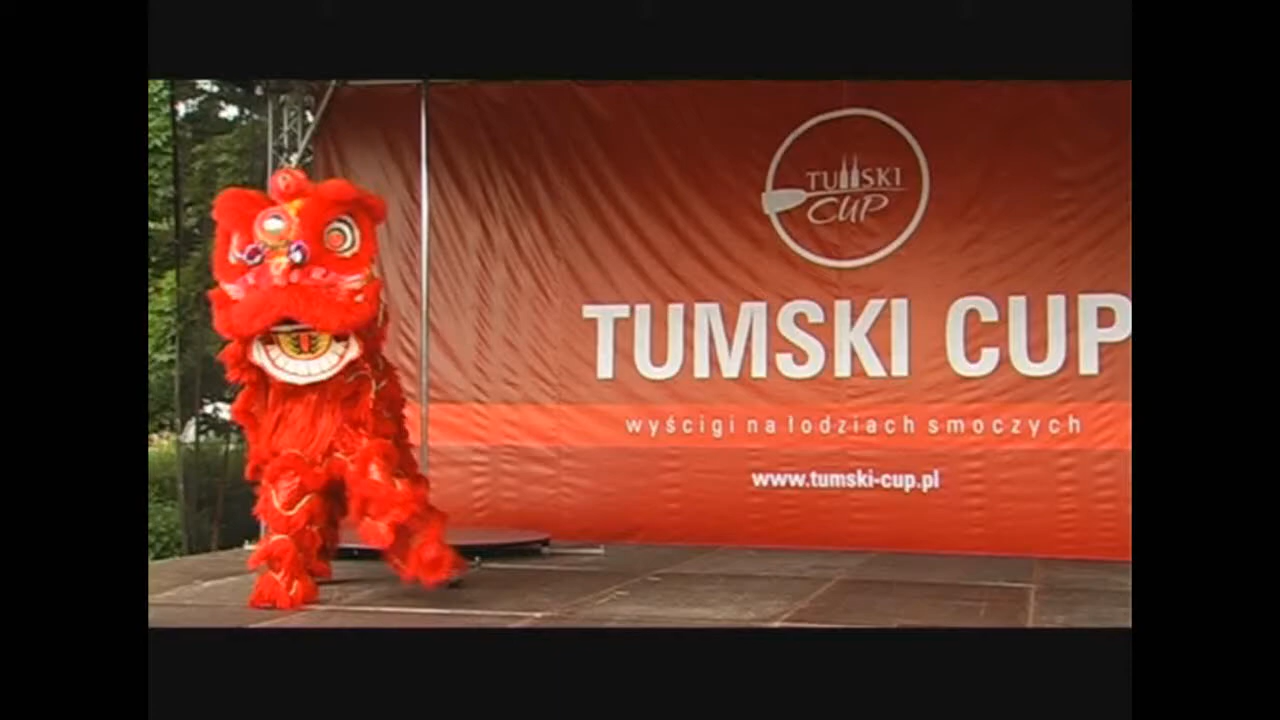 TUMSKI
CUP
TUMSKI CUP
wyścigi na łodziach smoczych
www.tumski-cup.pl